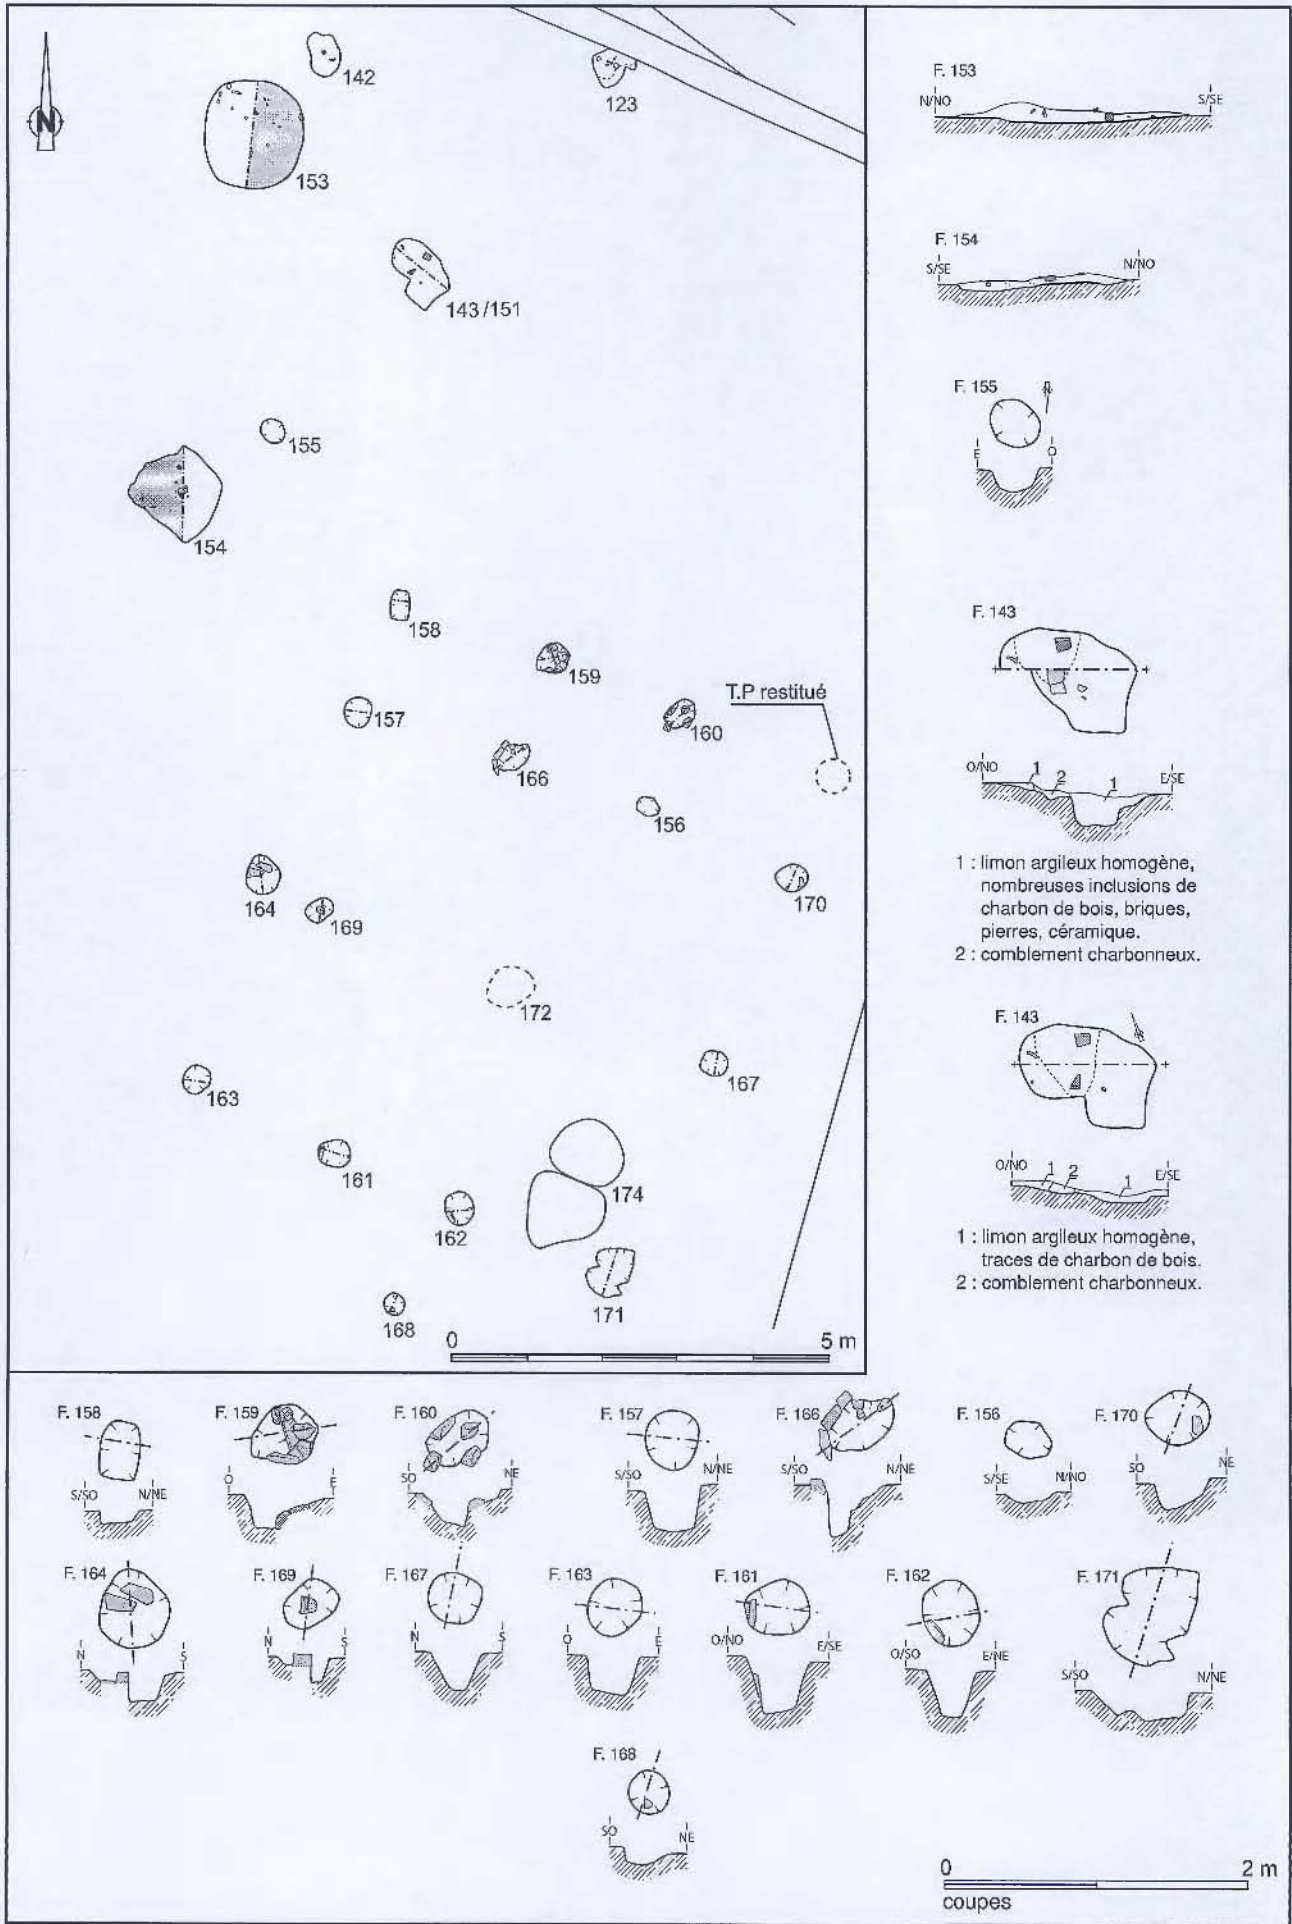 N
142
123
153
143/151
155
154
158
159
157
T.P restitué
160
166
156
164
169
170
172
163
167
161
174
162
171
168
0 5 m
F. 153
N/NO S/SE
F. 154
S/SE N/NO
F. 155 N
E O
F. 143
O/NO 1 2 1 E/SE
1 : limon argileux homogène,
nombreuses inclusions de
charbon de bois, briques,
pierres, céramique.
2 : comblement charbonneux.
F. 143
O/NO 1 2 1 E/SE
1 : limon argileux homogène,
traces de charbon de bois.
2 : comblement charbonneux.
F. 158 F. 159 F. 160 F. 157 F. 166 F. 156 F. 170
S/SO N/NE O E SO NE S/SO N/NE S/SO N/NE S/SE N/NO SO NE
F. 164 F. 169 F. 167 F. 163 F. 161 F. 162 F. 171
N S N S N S O E O/NO E/SE O/SO E/NE S/SO N/NE
F. 168
SO NE
0 2 m
coupes